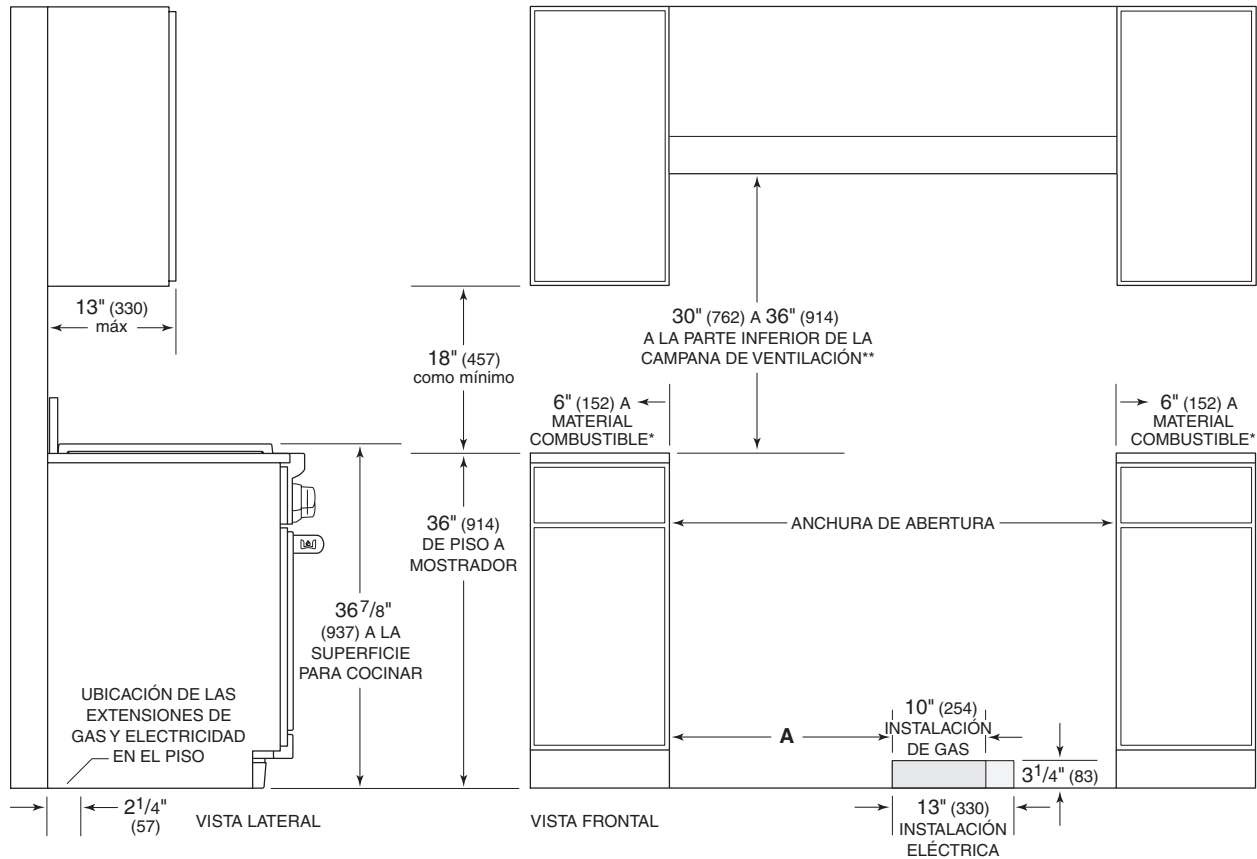 13" (330)
máx
18" (457)
como mínimo
30" (762) A 36" (914)
A LA PARTE INFERIOR DE LA
CAMPANA DE VENTILACIÓN**
6" (152) A
MATERIAL
COMBUSTIBLE*
6" (152) A
MATERIAL
COMBUSTIBLE*
36" (914)
DE PISO A
MOSTRADOR
ANCHURA DE ABERTURA
36 7/8"
(937) A LA
SUPERFICIE
PARA COCINAR
UBICACIÓN DE LAS
EXTENSIONES DE
GAS Y ELECTRICIDAD
EN EL PISO
A
10" (254)
INSTALACIÓN
DE GAS
3 1/4" (83)
2 1/4"
(57)
VISTA LATERAL
VISTA FRONTAL
13" (330)
INSTALACIÓN
ELÉCTRICA